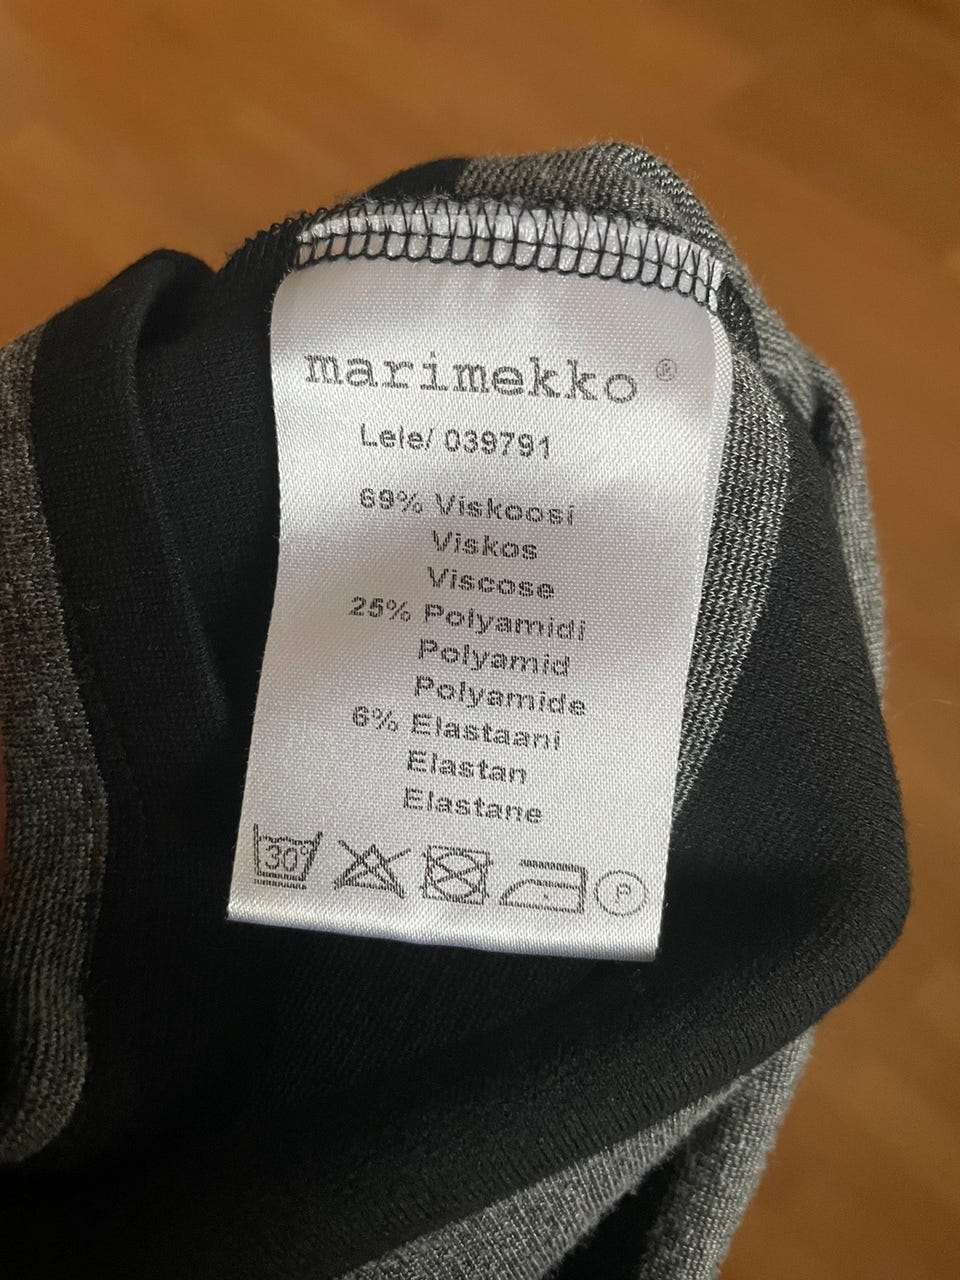 marimekko ®
Lele/ 039791
69% Viskoosi
Viskos
Viscose
25% Polyamidi
Polyamid
Polyamide
6% Elastaani
Elastan
Elastane
30°
P